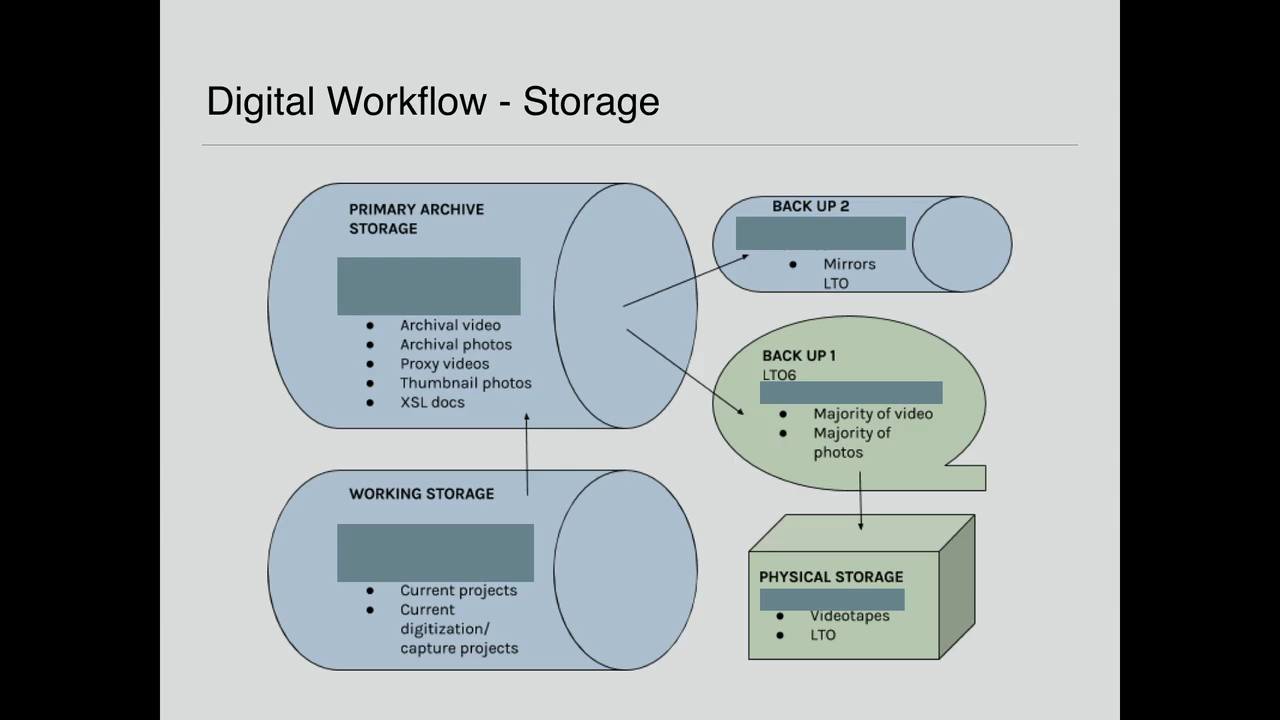 Digital Workflow - Storage
PRIMARY ARCHIVE
STORAGE
● Archival video
● Archival photos
● Proxy videos
● Thumbnail photos
● XSL docs
WORKING STORAGE
● Current projects
● Current
digitization/
capture projects
BACK UP 2
● Mirrors
LTO
BACK UP 1
LTO6
● Majority of video
● Majority of
photos
PHYSICAL STORAGE
● Videotapes
● LTO